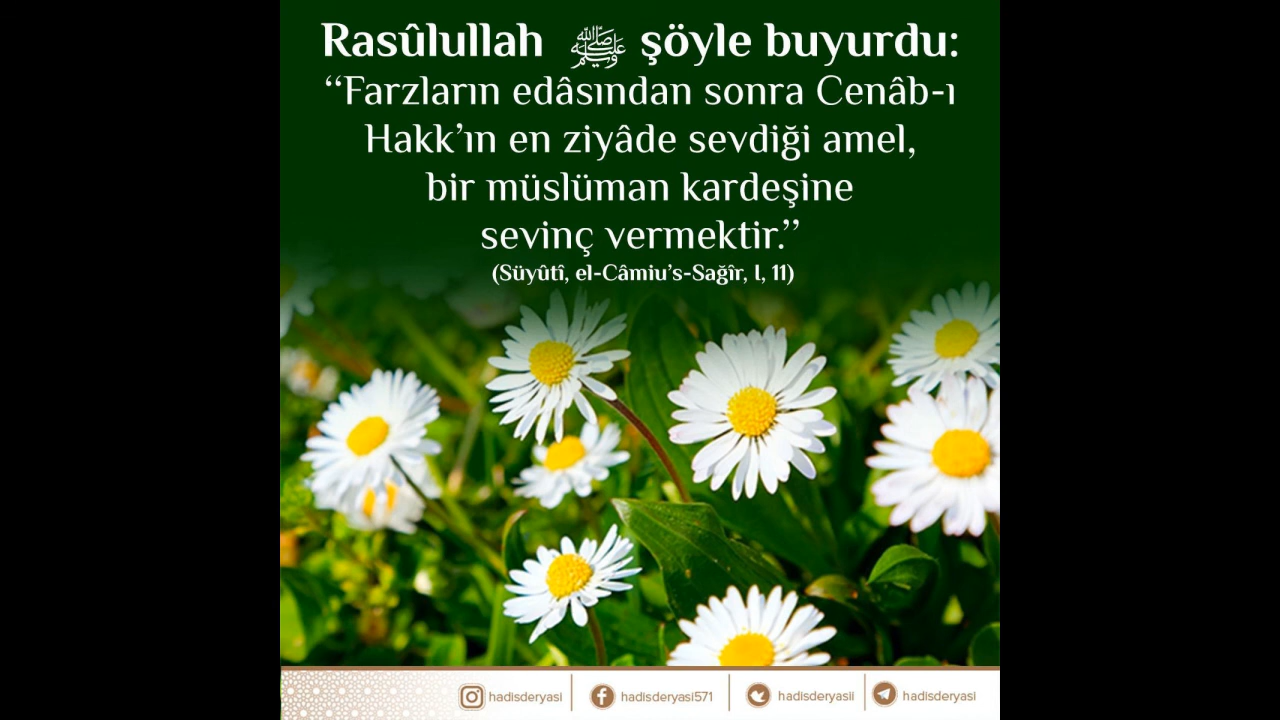 Rasûlullah ﷺ şöyle buyurdu:
“Farzların edâsından sonra Cenâb-ı
Hakk’ın en ziyâde sevdiği amel,
bir müslüman kardeşine
sevinç vermektir.”
(Süyûtî, el-Câmiu’s-Sağîr, I, 11)
hadisderyasi
hadisderyasi571
hadisderyasii
hadisderyasi